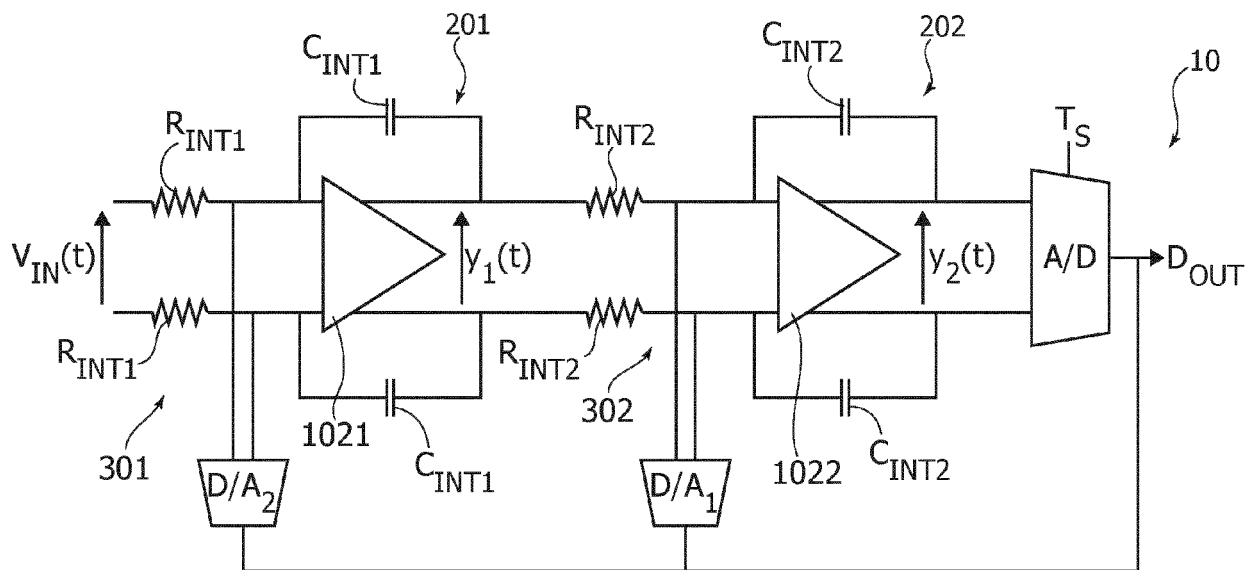 201
202
10
C_INT1
C_INT2
R_INT1
R_INT2
T_S
V_IN(t)
y_1(t)
y_2(t)
A/D
D_OUT
R_INT1
R_INT2
301
1021
302
1022
C_INT1
C_INT2
D/A_2
D/A_1